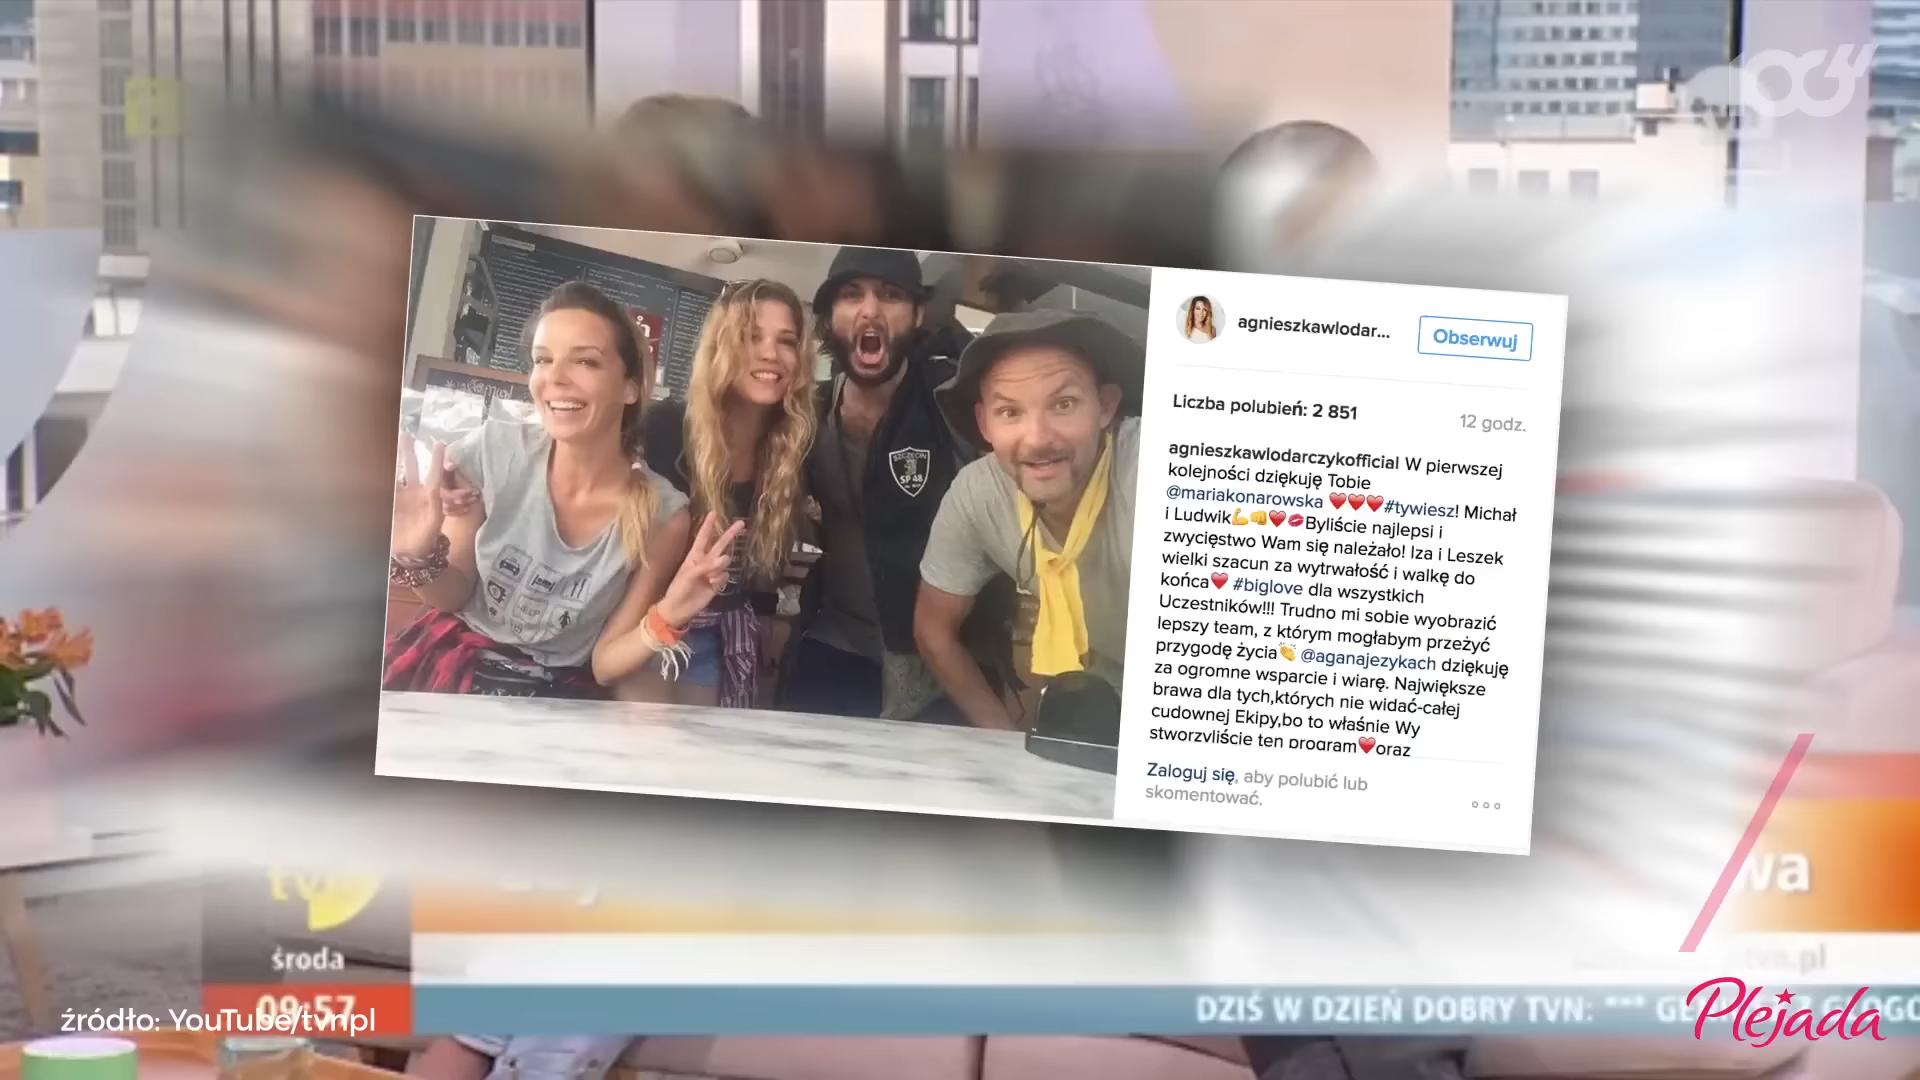 agnieszkawlodar...
Obserwuj
Liczba polubień: 2 851
12 godz.
agnieszkawlodarczykofficial W pierwszej
kolejności dziękuję Tobie
@mariakonarowska ❤️❤️❤️#tywiesz! Michał
i Ludwik💪👊❤️💋Byliście najlepsi i
zwycięstwo Wam się należało! Iza i Leszek
wielki szacun za wytrwałość i walkę do
końca❤️ #biglove dla wszystkich
Uczestników!!! Trudno mi sobie wyobrazić
lepszy team, z którym mogłabym przeżyć
przygodę życia👏 @aganajezykach dziękuję
za ogromne wsparcie i wiarę. Największe
brawa dla tych,których nie widać-całej
cudownej Ekipy,bo to właśnie Wy
stworzyliście ten program❤️oraz
Zaloguj się, aby polubić lub
skomentować.
SZCZECIN
SP 48
tvn
wa
środa
tvn.pl
09:57
źródło: YouTube/tvnpl
DZIŚ W DZIEŃ DOBRY TVN: ***
Plejada